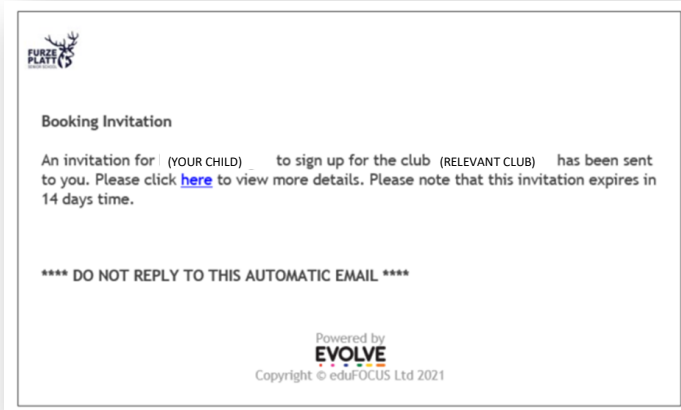 FURZE
PLATT
SENIOR SCHOOL
Booking Invitation
An invitation for (YOUR CHILD) to sign up for the club (RELEVANT CLUB) has been sent
to you. Please click here to view more details. Please note that this invitation expires in
14 days time.
**** DO NOT REPLY TO THIS AUTOMATIC EMAIL ****
Powered by
EVOLVE
Copyright © eduFOCUS Ltd 2021